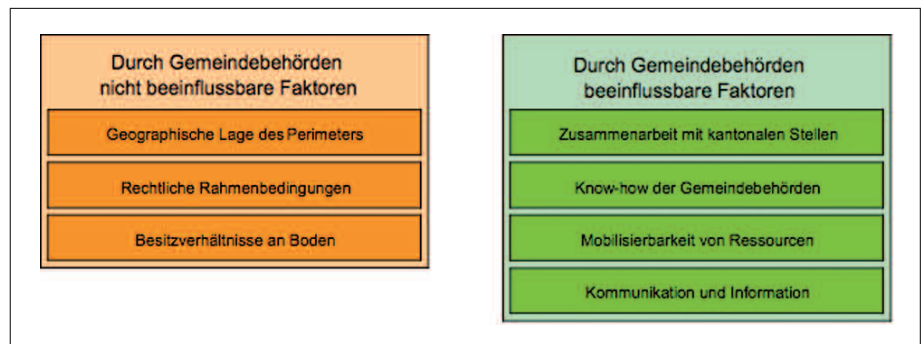 Durch Gemeindebehörden
nicht beeinflussbare Faktoren
Geographische Lage des Perimeters
Rechtliche Rahmenbedingungen
Besitzverhältnisse an Boden
Durch Gemeindebehörden
beeinflussbare Faktoren
Zusammenarbeit mit kantonalen Stellen
Know-how der Gemeindebehörden
Mobilisierbarkeit von Ressourcen
Kommunikation und Information